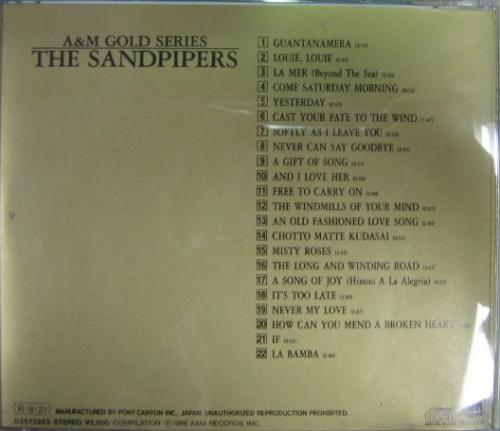 A&M GOLD SERIES
THE SANDPIPERS
1 GUANTANAMERA
2 LOUIE, LOUIE
3 LA MER (Beyond The Sea)
4 COME SATURDAY MORNING
5 YESTERDAY
6 CAST YOUR FATE TO THE WIND
7 SOFTLY AS I LEAVE YOU
8 NEVER CAN SAY GOODBYE
9 A GIFT OF SONG
10 AND I LOVE HER
11 FREE TO CARRY ON
12 THE WINDMILLS OF YOUR MIND
13 AN OLD FASHIONED LOVE SONG
14 CHOTTO MATTE KUDASAI
15 MISTY ROSES
16 THE LONG AND WINDING ROAD
17 A SONG OF JOY (Himno A La Alegria)
18 IT'S TOO LATE
19 NEVER MY LOVE
20 HOW CAN YOU MEND A BROKEN HEART
21 IF
22 LA BAMBA
R-9-21 MANUFACTURED BY PONY CANYON INC., JAPAN. UNAUTHORIZED REPRODUCTION PROHIBITED.
STEREO ¥2,500 COMPILATION ℗1986 A&M RECORDS, INC.